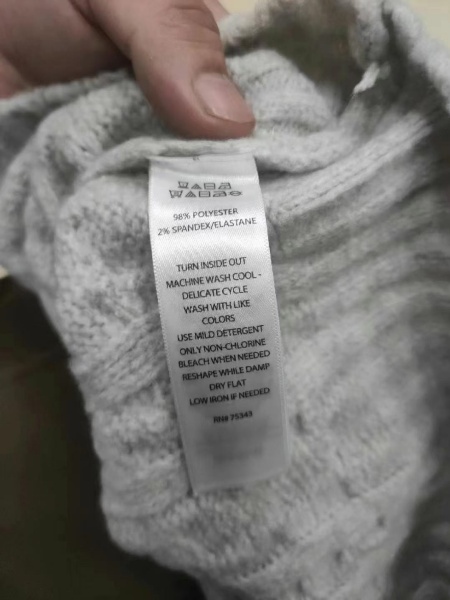 98% POLYESTER
2% SPANDEX/ELASTANE
TURN INSIDE OUT
MACHINE WASH COOL -
DELICATE CYCLE
WASH WITH LIKE
COLORS
USE MILD DETERGENT
ONLY NON-CHLORINE
BLEACH WHEN NEEDED
RESHAPE WHILE DAMP
DRY FLAT
LOW IRON IF NEEDED
RN# 75343